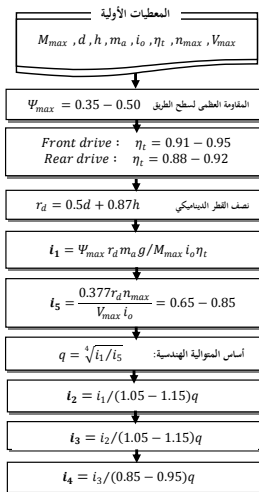 المعطيات الأولية
M_max , d , h , m_a , i_o , η_t , n_max , V_max
المقاومة العظمى لسطح الطريق Ψ_max = 0.35 − 0.50
Front drive : η_t = 0.91 − 0.95
Rear drive : η_t = 0.88 − 0.92
نصف القطر الديناميكي r_d = 0.5d + 0.87h
i_1 = Ψ_max r_d m_a g/M_max i_o η_t
i_5 = 0.377r_d n_max / V_max i_o = 0.65 − 0.85
أساس المتوالية الهندسية: q = ∜(i_1/i_5)
i_2 = i_1/(1.05 − 1.15)q
i_3 = i_2/(1.05 − 1.15)q
i_4 = i_3/(0.85 − 0.95)q